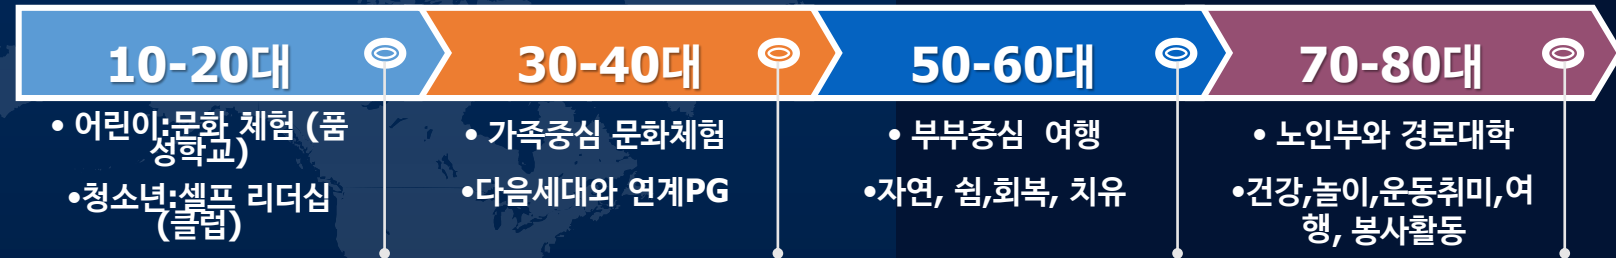 10-20대
30-40대
50-60대
70-80대
• 어린이:문화 체험 (품
성학교)
•청소년:셀프 리더십
(클럽)
• 가족중심 문화체험
•다음세대와 연계PG
• 부부중심 여행
•자연, 쉼,회복, 치유
• 노인부와 경로대학
•건강,놀이,운동취미,여
행, 봉사활동